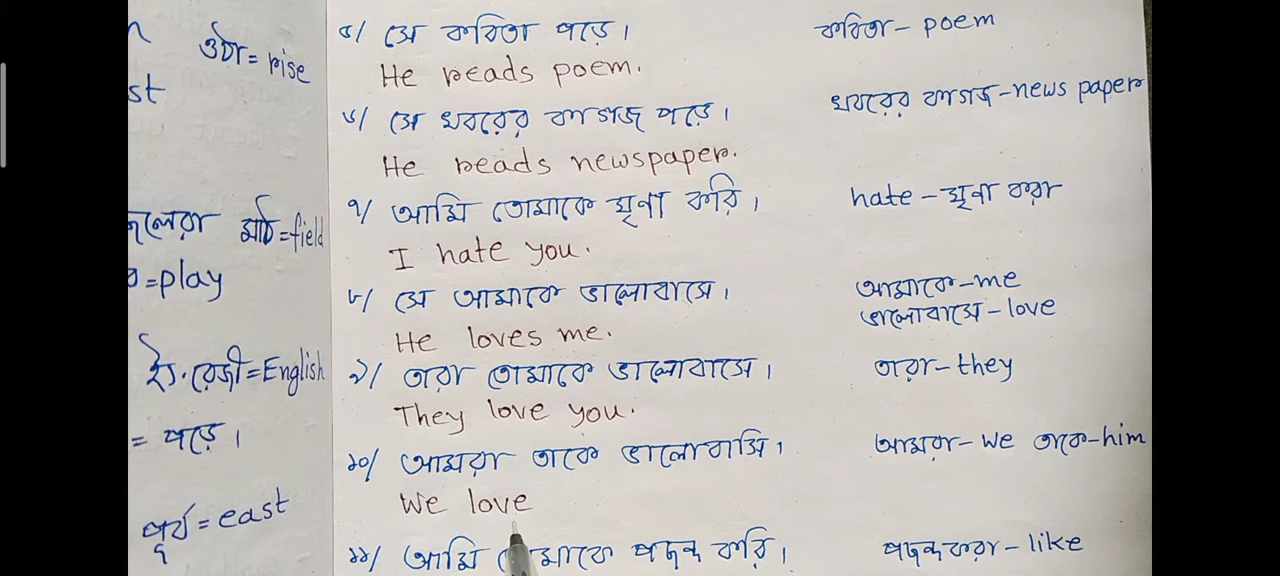 ওঠা = rise
st
লেরা মাঠ = field
= play
ইং.রেজী = English
= পড়ে।
পূর্ব = east
৫/ সে কবিতা পড়ে। কবিতা - poem
He reads poem.
৬/ সে খবরের কাগজ পড়ে। খবরের কাগজ - news paper
He reads newspaper.
৭/ আমি তোমাকে ঘৃনা করি। hate - ঘৃনা করা
I hate you.
৮/ সে আমাকে ভালোবাসে। আমাকে - me
ভালোবাসে - love
He loves me.
৯/ তারা তোমাকে ভালোবাসে। তারা - they
They love you.
১০/ আমরা তাকে ভালোবাসি। আমরা - we তাকে - him
We love
১১/ আমি তোমাকে পছন্দ করি। পছন্দ করা - like